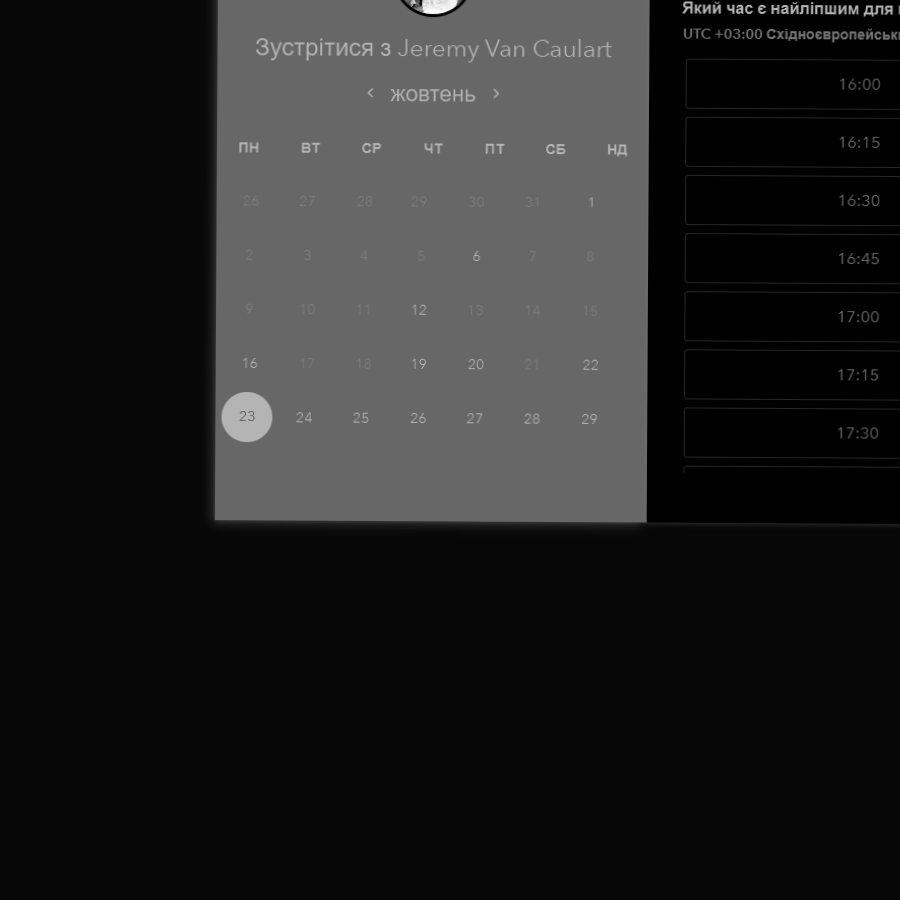 Зустрітися з Jeremy Van Caulart
< жовтень >
ПН ВТ СР ЧТ ПТ СБ НД
26 27 28 29 30 31 1
2 3 4 5 6 7 8
9 10 11 12 13 14 15
16 17 18 19 20 21 22
23 24 25 26 27 28 29
Який час є найліпшим для
UTC +03:00
16:00
16:15
16:30
16:45
17:00
17:15
17:30